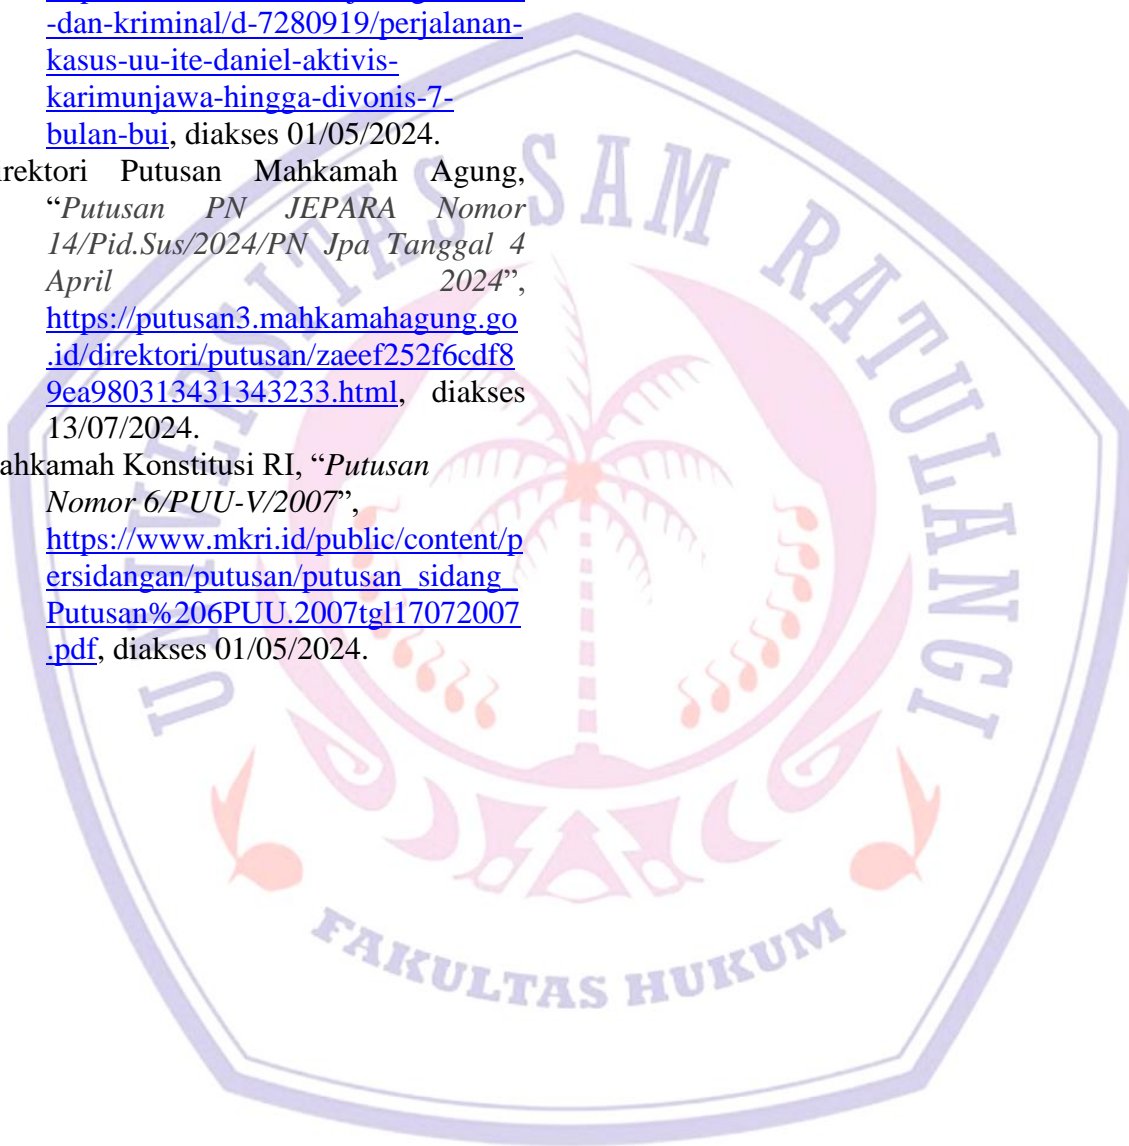 -dan-kriminal/d-7280919/perjalanan-
kasus-uu-ite-daniel-aktivis-
karimunjawa-hingga-divonis-7-
bulan-bui, diakses 01/05/2024.
irektori Putusan Mahkamah Agung,
“Putusan PN JEPARA Nomor
14/Pid.Sus/2024/PN Jpa Tanggal 4
April 2024”,
https://putusan3.mahkamahagung.go
.id/direktori/putusan/zaeef252f6cdf8
9ea980313431343233.html, diakses
13/07/2024.
ahkamah Konstitusi RI, “Putusan
Nomor 6/PUU-V/2007”,
https://www.mkri.id/public/content/p
ersidangan/putusan/putusan_sidang_
Putusan%206PUU.2007tgl17072007
.pdf, diakses 01/05/2024.
UNIVERSITAS SAM RATULANGI
FAKULTAS HUKUM